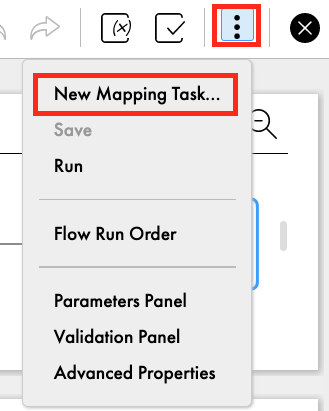 (x)
New Mapping Task...
Save
Run
Flow Run Order
Parameters Panel
Validation Panel
Advanced Properties